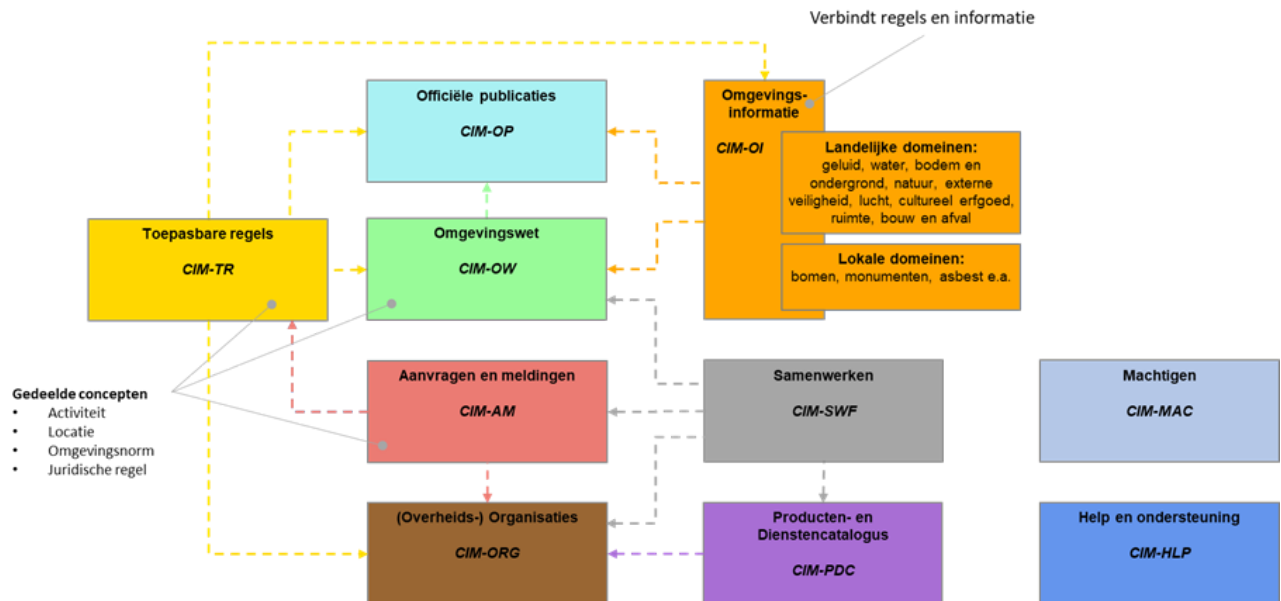 Verbindt regels en informatie
Officiële publicaties
CIM-OP
Omgevings-
informatie
CIM-OI
Landelijke domeinen:
geluid, water, bodem en
ondergrond, natuur, externe
veiligheid, lucht, cultureel erfgoed,
ruimte, bouw en afval
Lokale domeinen:
bomen, monumenten, asbest e.a.
Toepasbare regels
CIM-TR
Omgevingswet
CIM-OW
Gedeelde concepten
• Activiteit
• Locatie
• Omgevingsnorm
• Juridische regel
Aanvragen en meldingen
CIM-AM
Samenwerken
CIM-SWF
Machtigen
CIM-MAC
(Overheids-) Organisaties
CIM-ORG
Producten- en
Dienstencatalogus
CIM-PDC
Help en ondersteuning
CIM-HLP